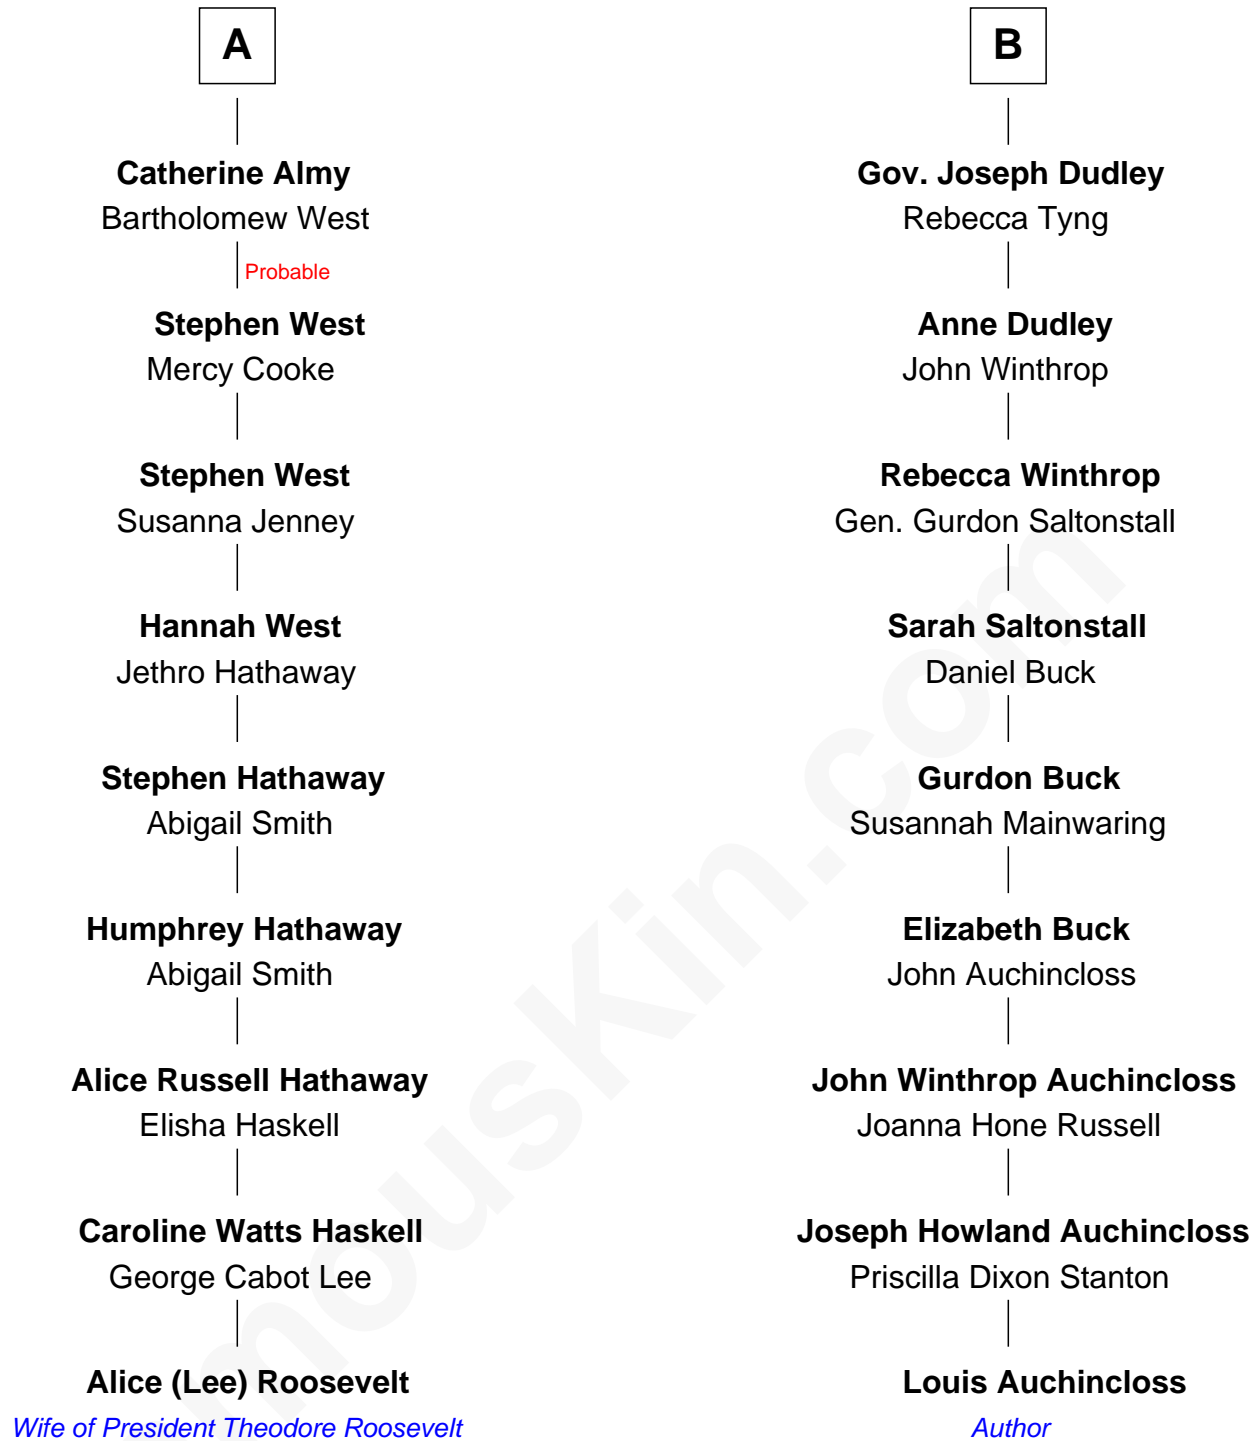 A
Catherine Almy
Bartholomew West
Probable
Stephen West
Mercy Cooke
Stephen West
Susanna Jenney
Hannah West
Jethro Hathaway
Stephen Hathaway
Abigail Smith
Humphrey Hathaway
Abigail Smith
Alice Russell Hathaway
Elisha Haskell
Caroline Watts Haskell
George Cabot Lee
Alice (Lee) Roosevelt
Wife of President Theodore Roosevelt
B
Gov. Joseph Dudley
Rebecca Tyng
Anne Dudley
John Winthrop
Rebecca Winthrop
Gen. Gurdon Saltonstall
Sarah Saltonstall
Daniel Buck
Gurdon Buck
Susannah Mainwaring
Elizabeth Buck
John Auchincloss
John Winthrop Auchincloss
Joanna Hone Russell
Joseph Howland Auchincloss
Priscilla Dixon Stanton
Louis Auchincloss
Author
mousKin.com